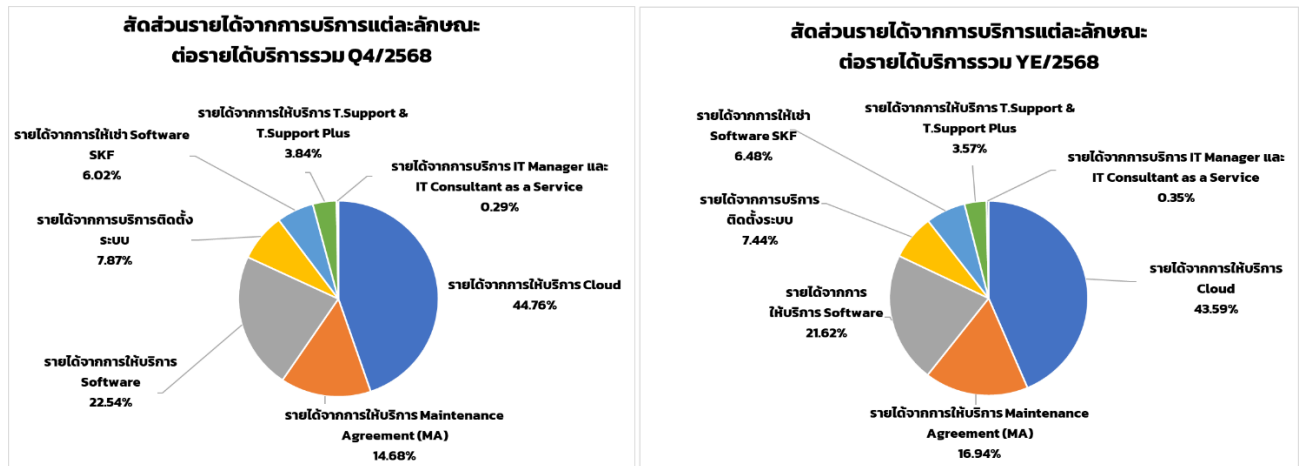 สัดส่วนรายได้จากการบริการแต่ละลักษณะ
ต่อรายได้บริการรวม Q4/2568
รายได้จากการให้บริการ T.Support &
T.Support Plus
3.84%
รายได้จากการให้เช่า Software
SKF
6.02%
รายได้จากการบริการ IT Manager และ
IT Consultant as a Service
0.29%
รายได้จากการบริการติดตั้ง
ระบบ
7.87%
รายได้จากการให้บริการ Cloud
44.76%
รายได้จากการให้บริการ
Software
22.54%
รายได้จากการให้บริการ Maintenance
Agreement (MA)
14.68%
สัดส่วนรายได้จากการบริการแต่ละลักษณะ
ต่อรายได้บริการรวม YE/2568
รายได้จากการให้บริการ T.Support &
T.Support Plus
3.57%
รายได้จากการให้เช่า
Software SKF
6.48%
รายได้จากการบริการ IT Manager และ
IT Consultant as a Service
0.35%
รายได้จากการบริการ
ติดตั้งระบบ
7.44%
รายได้จากการให้บริการ
Cloud
43.59%
รายได้จากการ
ให้บริการ Software
21.62%
รายได้จากการให้บริการ Maintenance
Agreement (MA)
16.94%